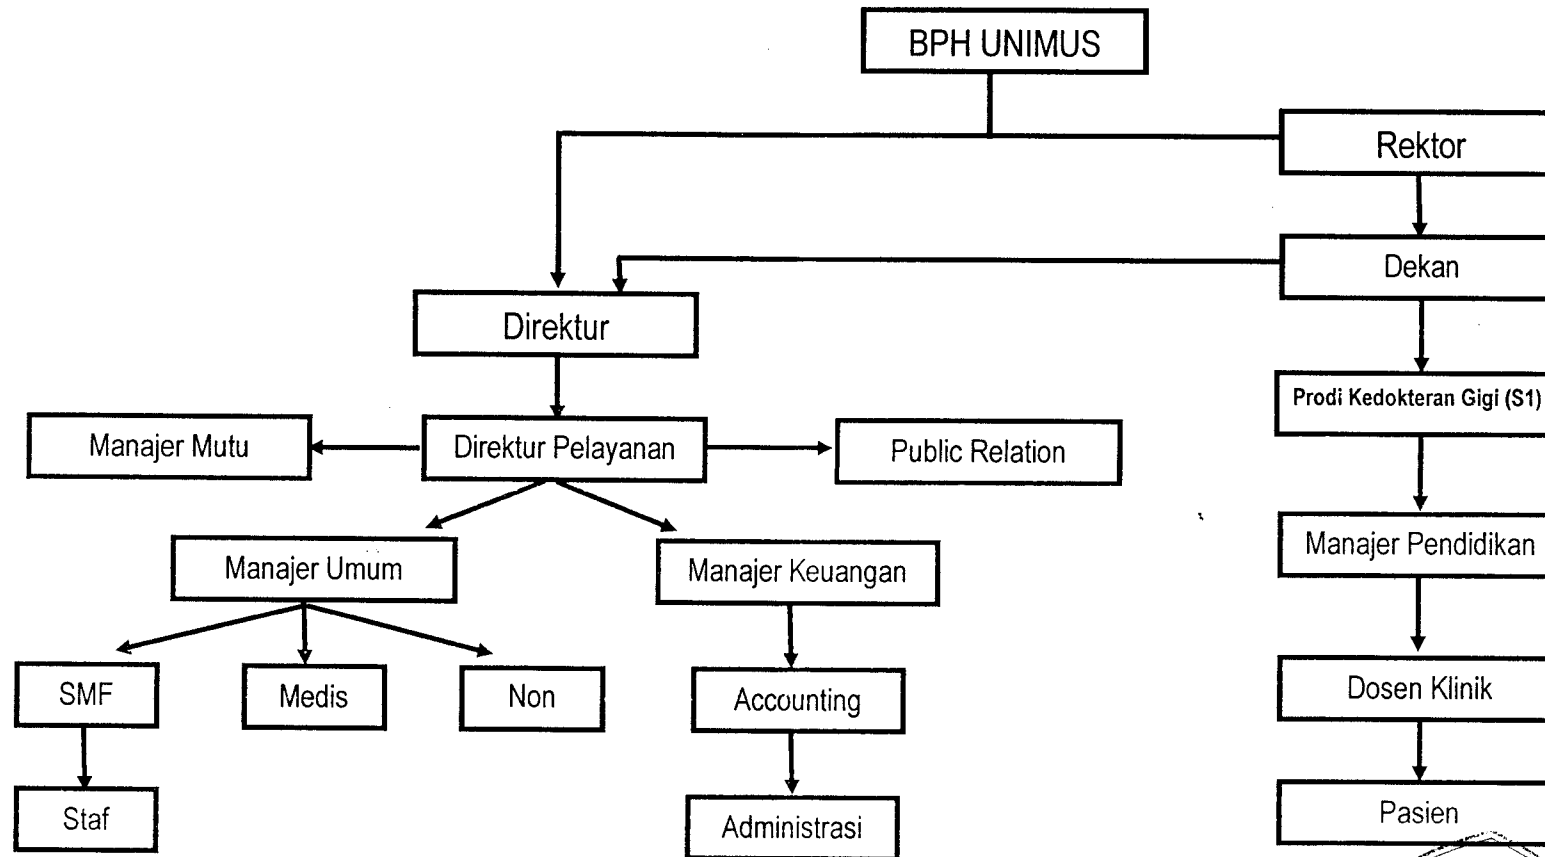 BPH UNIMUS
Rektor
Dekan
Direktur
Prodi Kedokteran Gigi (S1)
Manajer Mutu
Direktur Pelayanan
Public Relation
Manajer Umum
Manajer Keuangan
Manajer Pendidikan
SMF
Medis
Non
Accounting
Dosen Klinik
Staf
Administrasi
Pasien